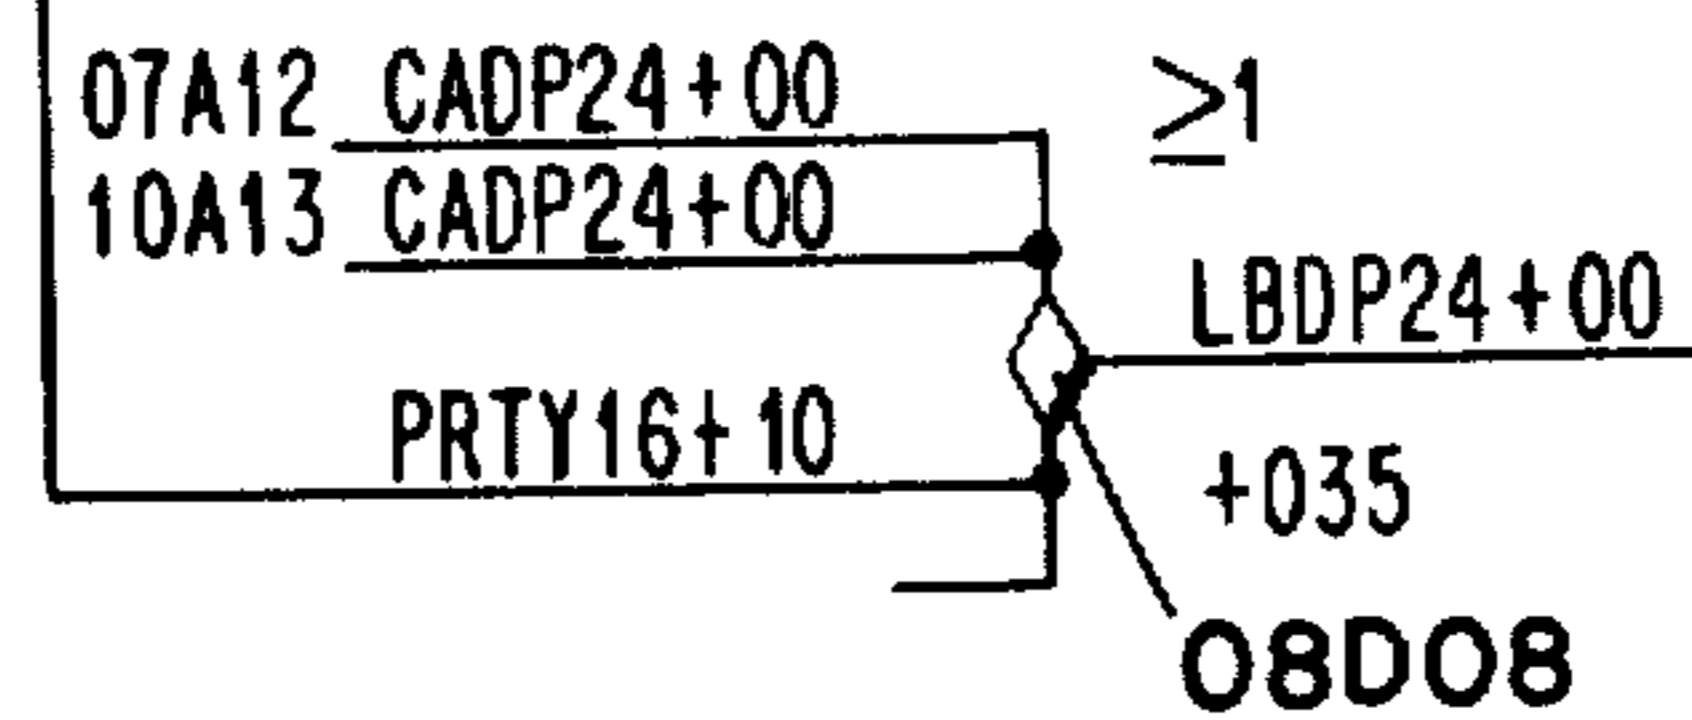 07A12 CADP24+00 ≥1
10A13 CADP24+00
LBDP24+00
PRTY16+10
+035
08D08